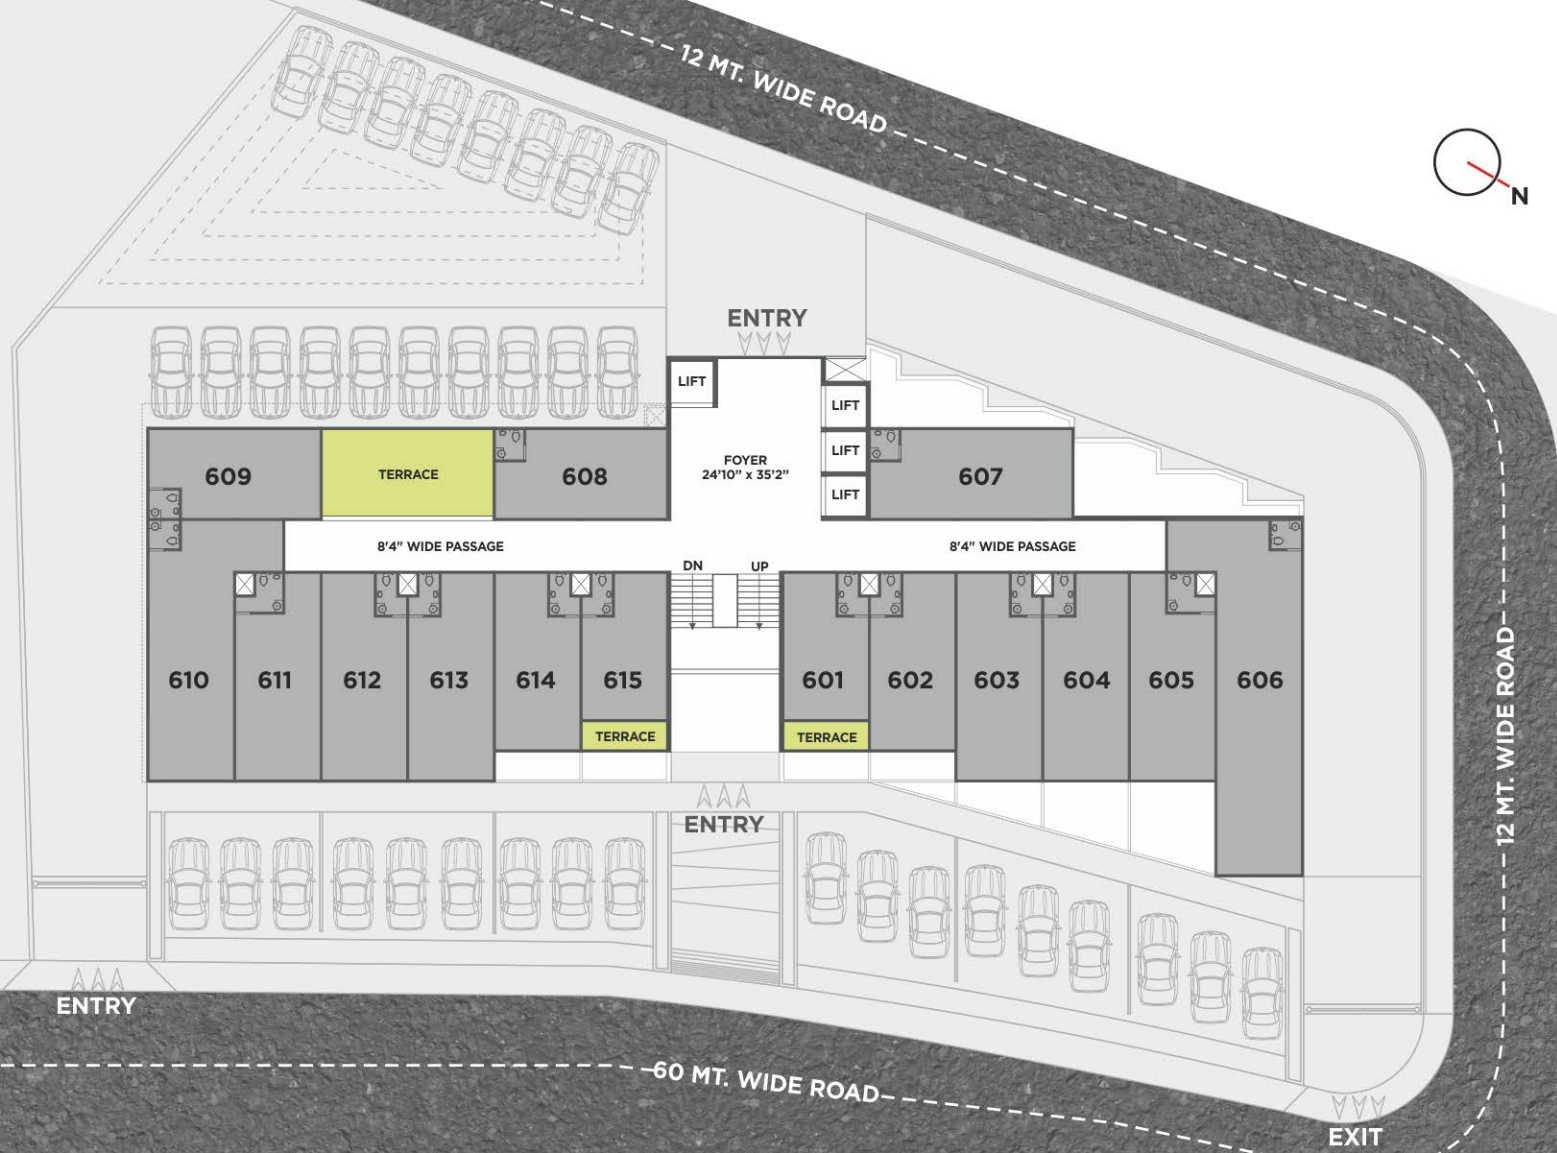 12 MT. WIDE ROAD
N
ENTRY
LIFT
LIFT
LIFT
LIFT
FOYER
24'10" x 35'2"
609
TERRACE
608
607
8'4" WIDE PASSAGE
8'4" WIDE PASSAGE
DN
UP
610
611
612
613
614
615
601
602
603
604
605
606
TERRACE
TERRACE
12 MT. WIDE ROAD
ENTRY
ENTRY
60 MT. WIDE ROAD
EXIT